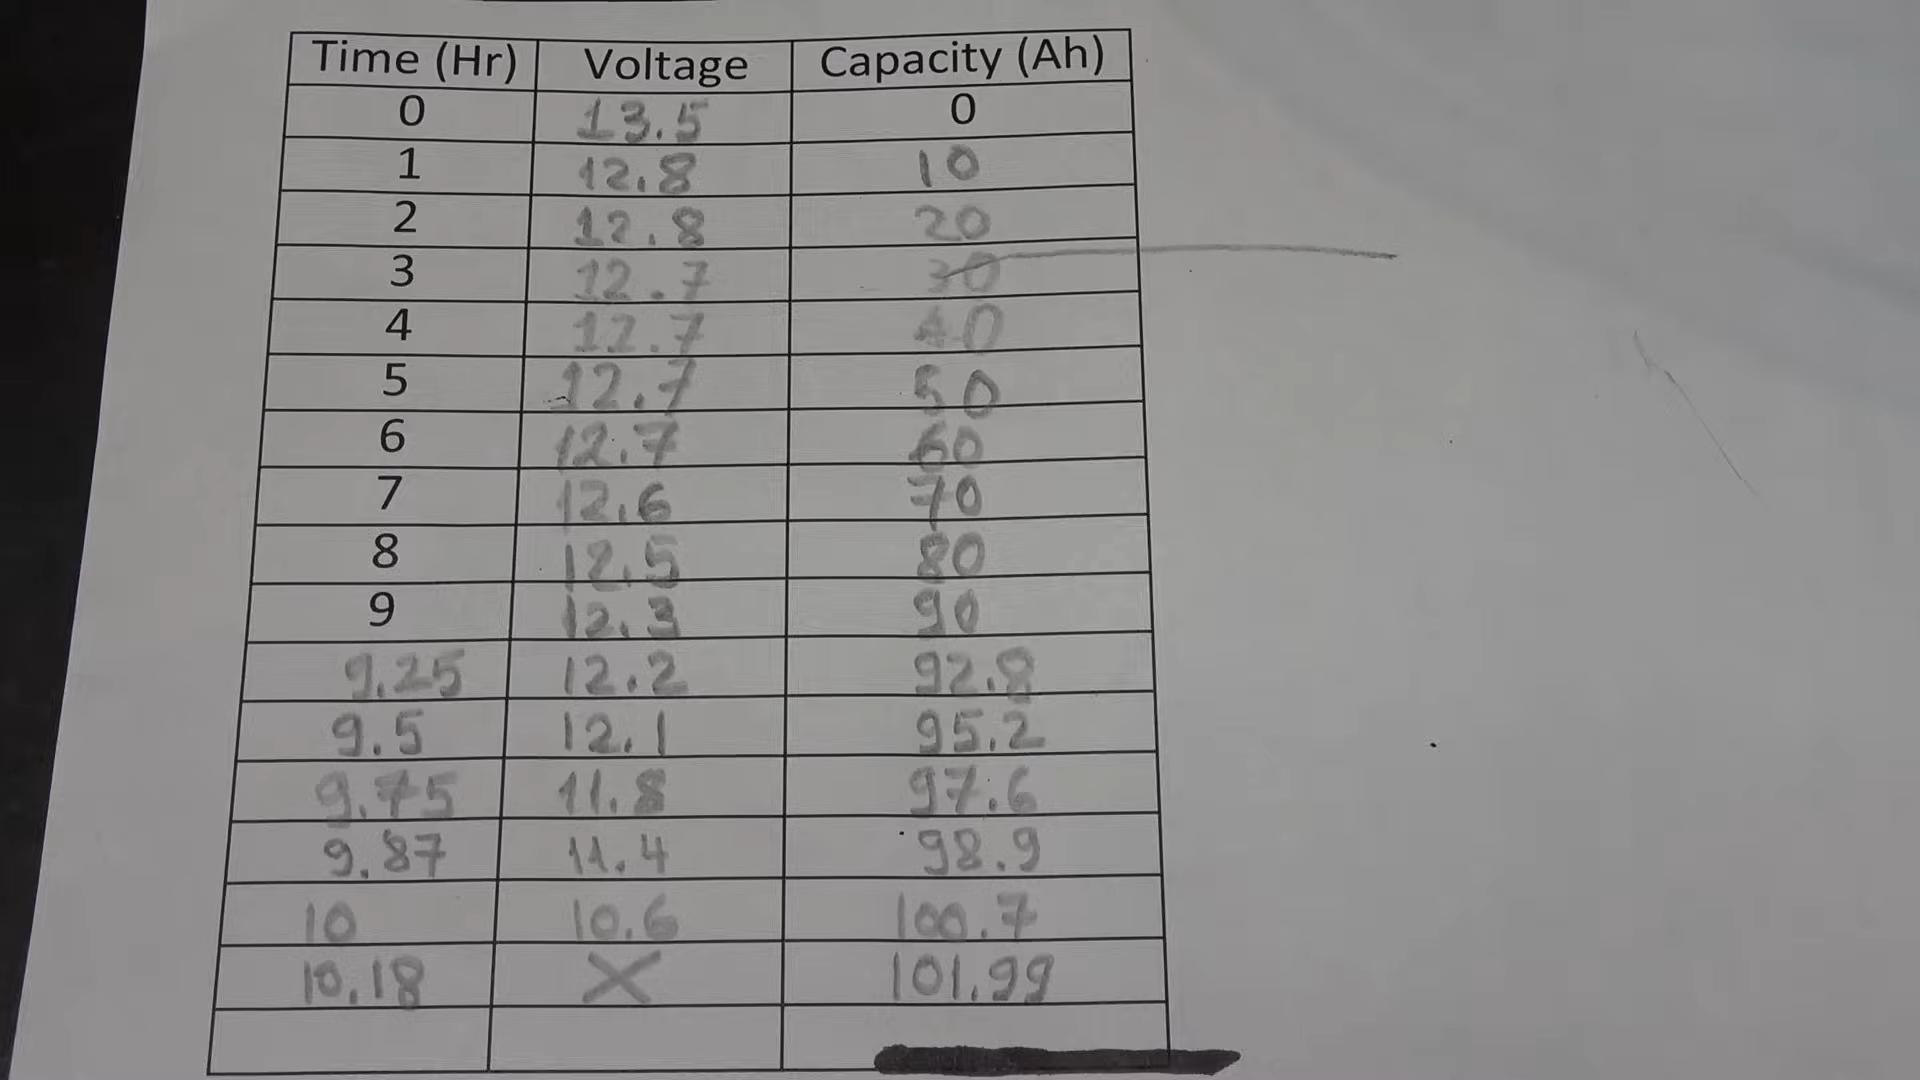 Time (Hr) Voltage Capacity (Ah)
0 13.5 0
1 12.8 10
2 12.8 20
3 12.7 30
4 12.7 40
5 12.7 50
6 12.7 60
7 12.6 70
8 12.5 80
9 12.3 90
9.25 12.2 92.8
9.5 12.1 95.2
9.75 11.8 97.6
9.87 11.4 98.9
10 10.6 100.7
10.18 X 101.99